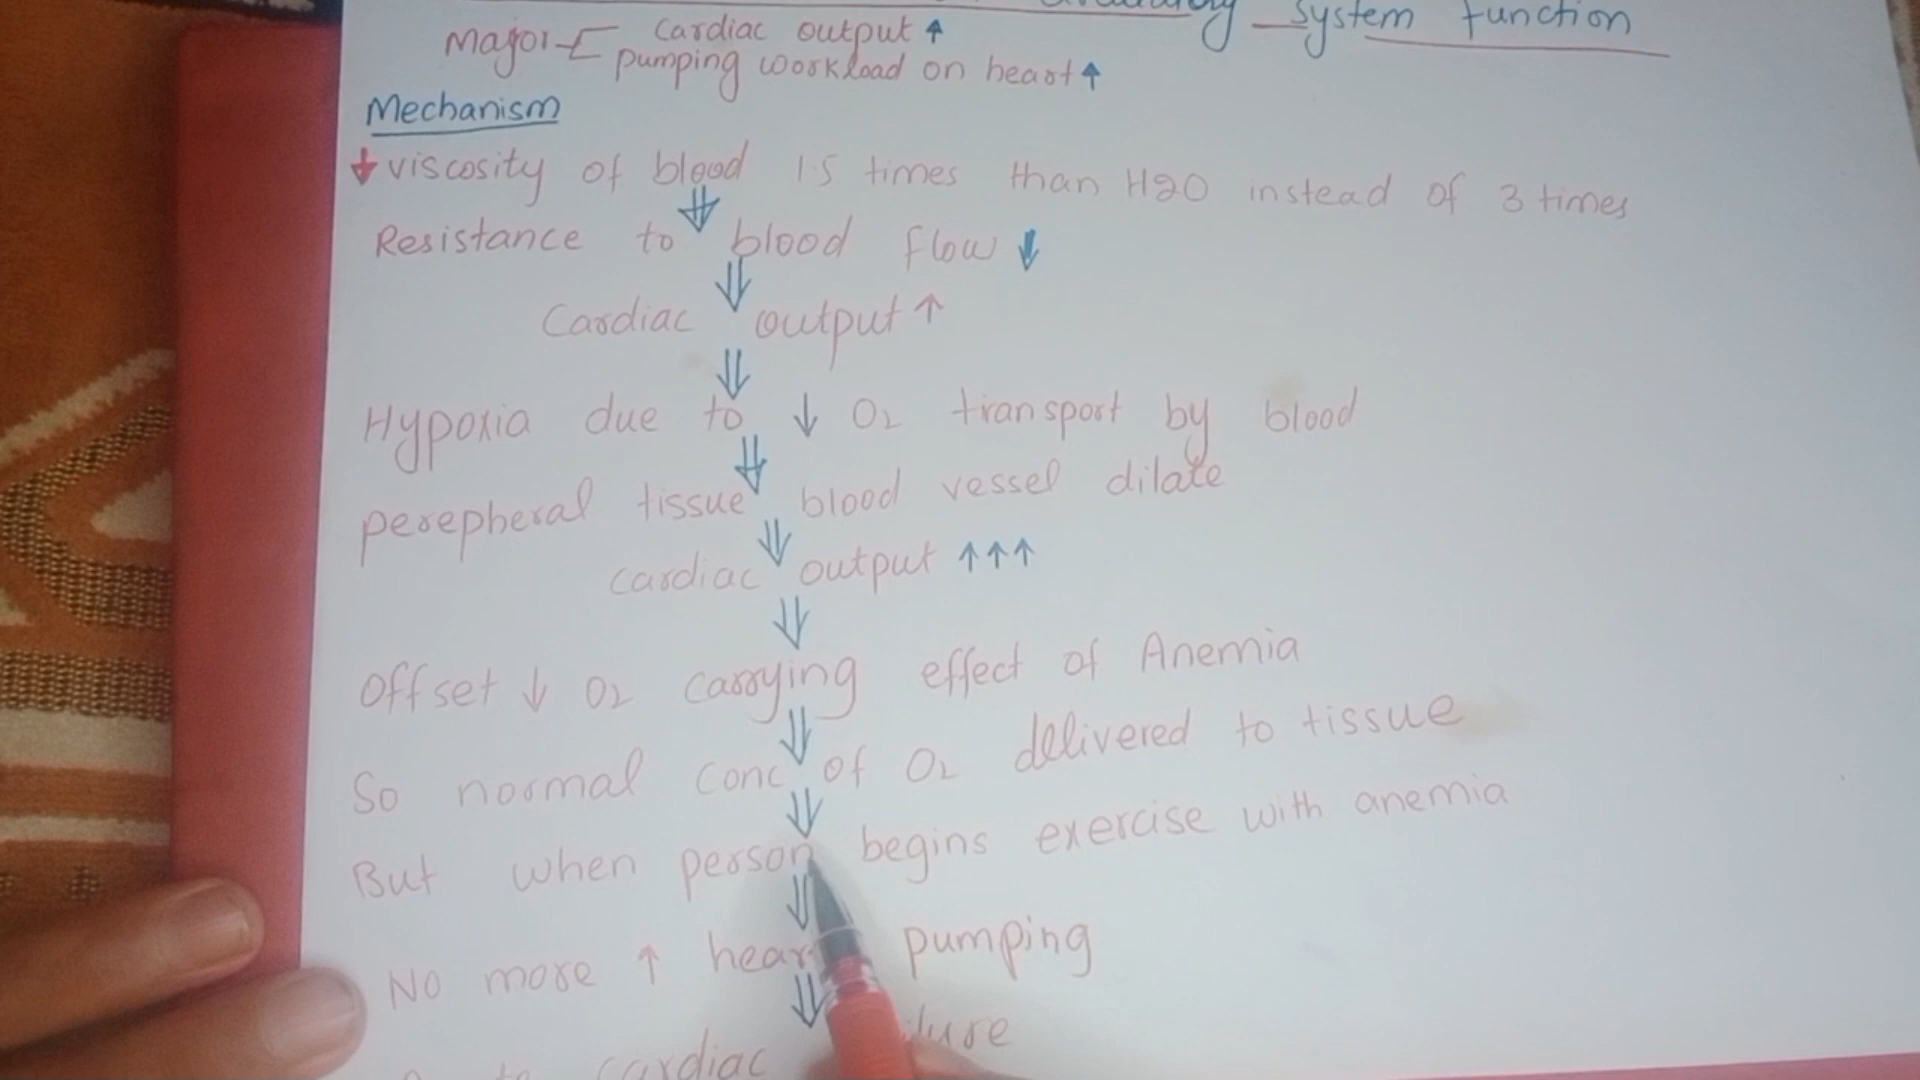 System function
Major
Cardiac output ↑
pumping workload on heart ↑
Mechanism
↓ viscosity of blood 1.5 times than H2O instead of 3 times
Resistance to blood flow ↓
Cardiac output ↑
Hypoxia due to ↓ O2 transport by blood
perepheral tissue blood vessel dilate
cardiac output ↑↑↑
Offset ↓ O2 carrying effect of Anemia
So normal conc of O2 delivered to tissue
But when person begins exercise with anemia
No more ↑ hear pumping
cardiac